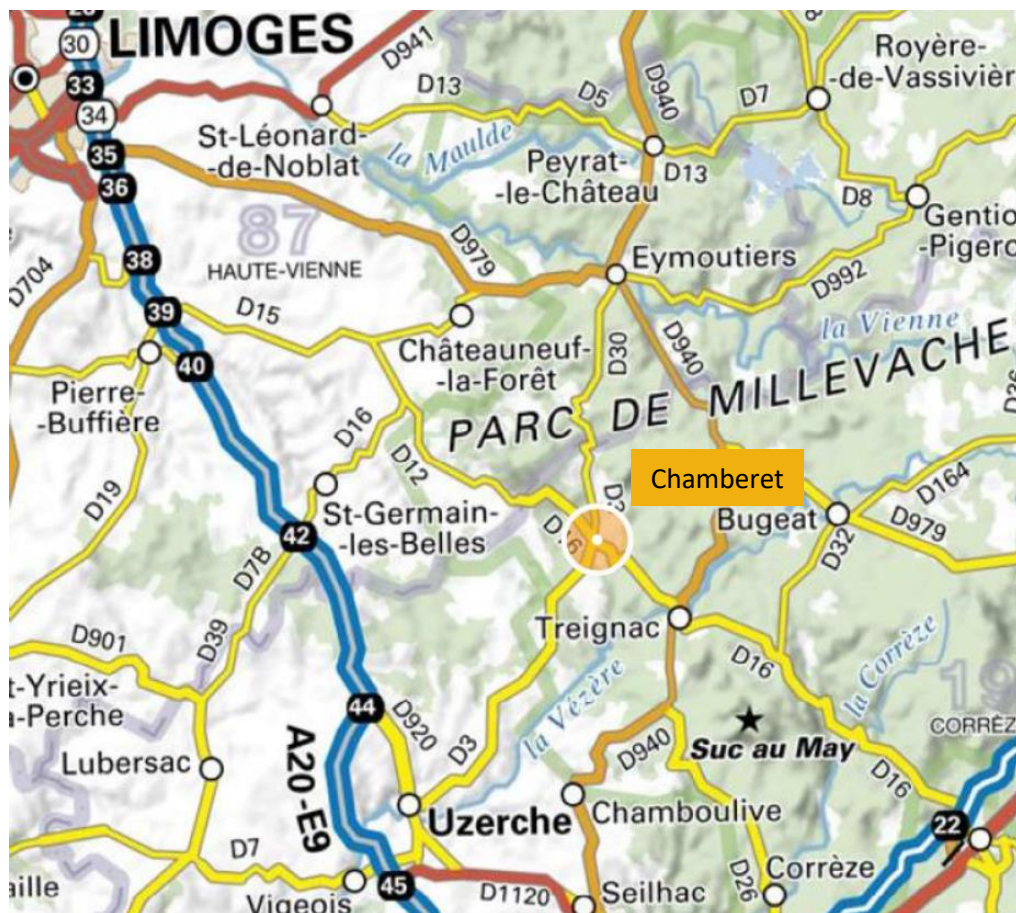 LIMOGES
30
33
34
35
36
38
39
40
42
44
45
22
D941
D13
D5
D940
D7
Royère-
-de-Vassivièr
St-Léonard-
-de-Noblat
la Maulde
Peyrat-
-le-Château
D13
D8
Gentio
-Pigero
87
HAUTE-VIENNE
D979
Eymoutiers
D992
D704
D15
la Vienne
Châteauneuf-
-la-Forêt
D30
D940
PARC DE MILLEVACHE
D36
Pierre-
-Buffière
D16
D12
D19
Chamberet
St-Germain-
-les-Belles
D16
Bugeat
D164
D979
D32
D7B
D39
D901
Treignac
D16
la Corrèze
19
CORRÈZ
t-Yrieix-
a-Perche
Lubersac
A20-E9
D920
D3
la Vézère
D940
Suc au May
D16
Uzerche
Chamboulive
D7
Vigeois
D1120
Seilhac
D26
Corrèze
aille